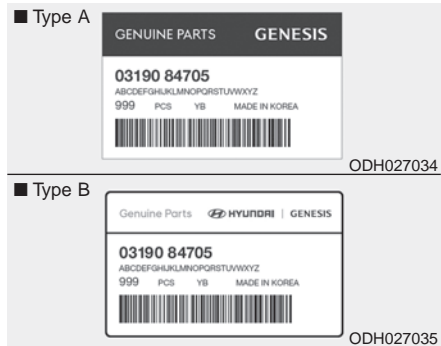 ■ Type A
GENUINE PARTS GENESIS
03190 84705
ABCDEFGHIJKLMNOPQRSTUVWXYZ
999 PCS YB MADE IN KOREA
ODH027034
■ Type B
Genuine Parts HYUNDAI | GENESIS
03190 84705
ABCDEFGHIJKLMNOPQRSTUVWXYZ
999 PCS YB MADE IN KOREA
ODH027035